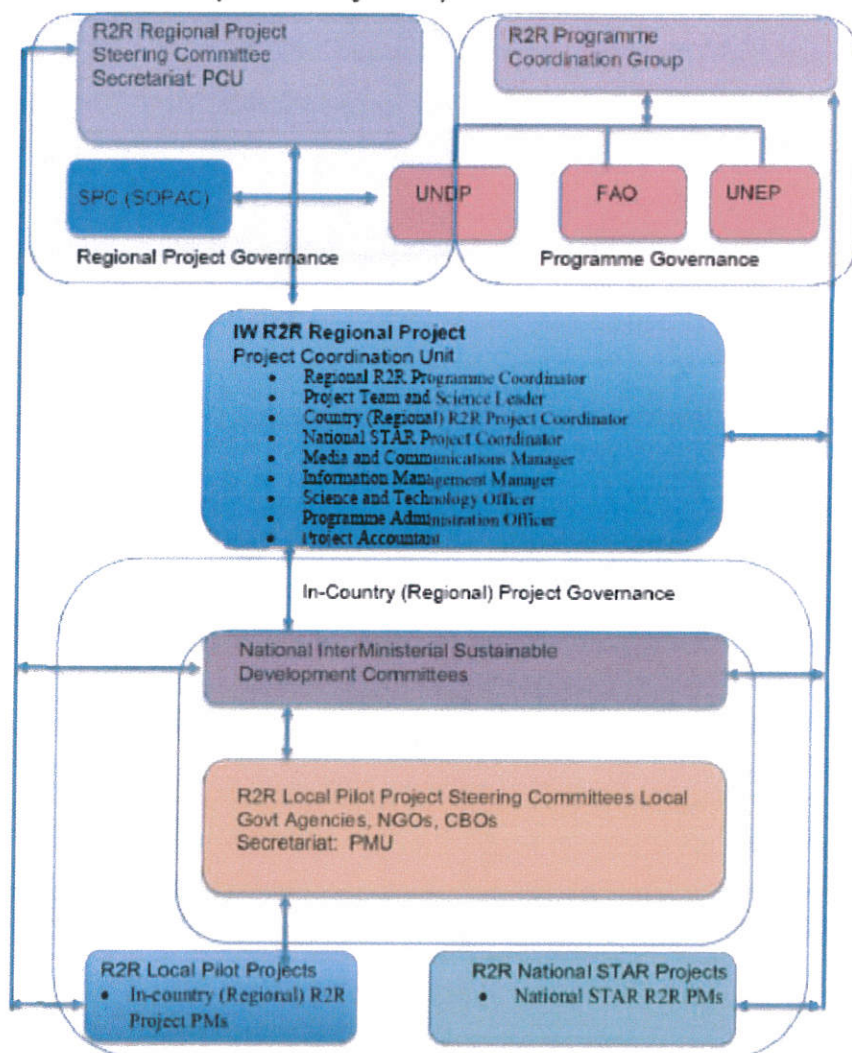 R2R Regional Project
Steering Committee
Secretariat: PCU
R2R Programme
Coordination Group
SPC (SOPAC)
UNDP
FAO
UNEP
Regional Project Governance
Programme Governance
IW R2R Regional Project
Project Coordination Unit
• Regional R2R Programme Coordinator
• Project Team and Science Leader
• Country (Regional) R2R Project Coordinator
• National STAR Project Coordinator
• Media and Communications Manager
• Information Management Manager
• Science and Technology Officer
• Programme Administration Officer
• Project Accountant
In-Country (Regional) Project Governance
National InterMinisterial Sustainable
Development Committees
R2R Local Pilot Project Steering Committees Local
Govt Agencies, NGOs, CBOs
Secretariat: PMU
R2R Local Pilot Projects
• In-country (Regional) R2R
Project PMs
R2R National STAR Projects
• National STAR R2R PMs